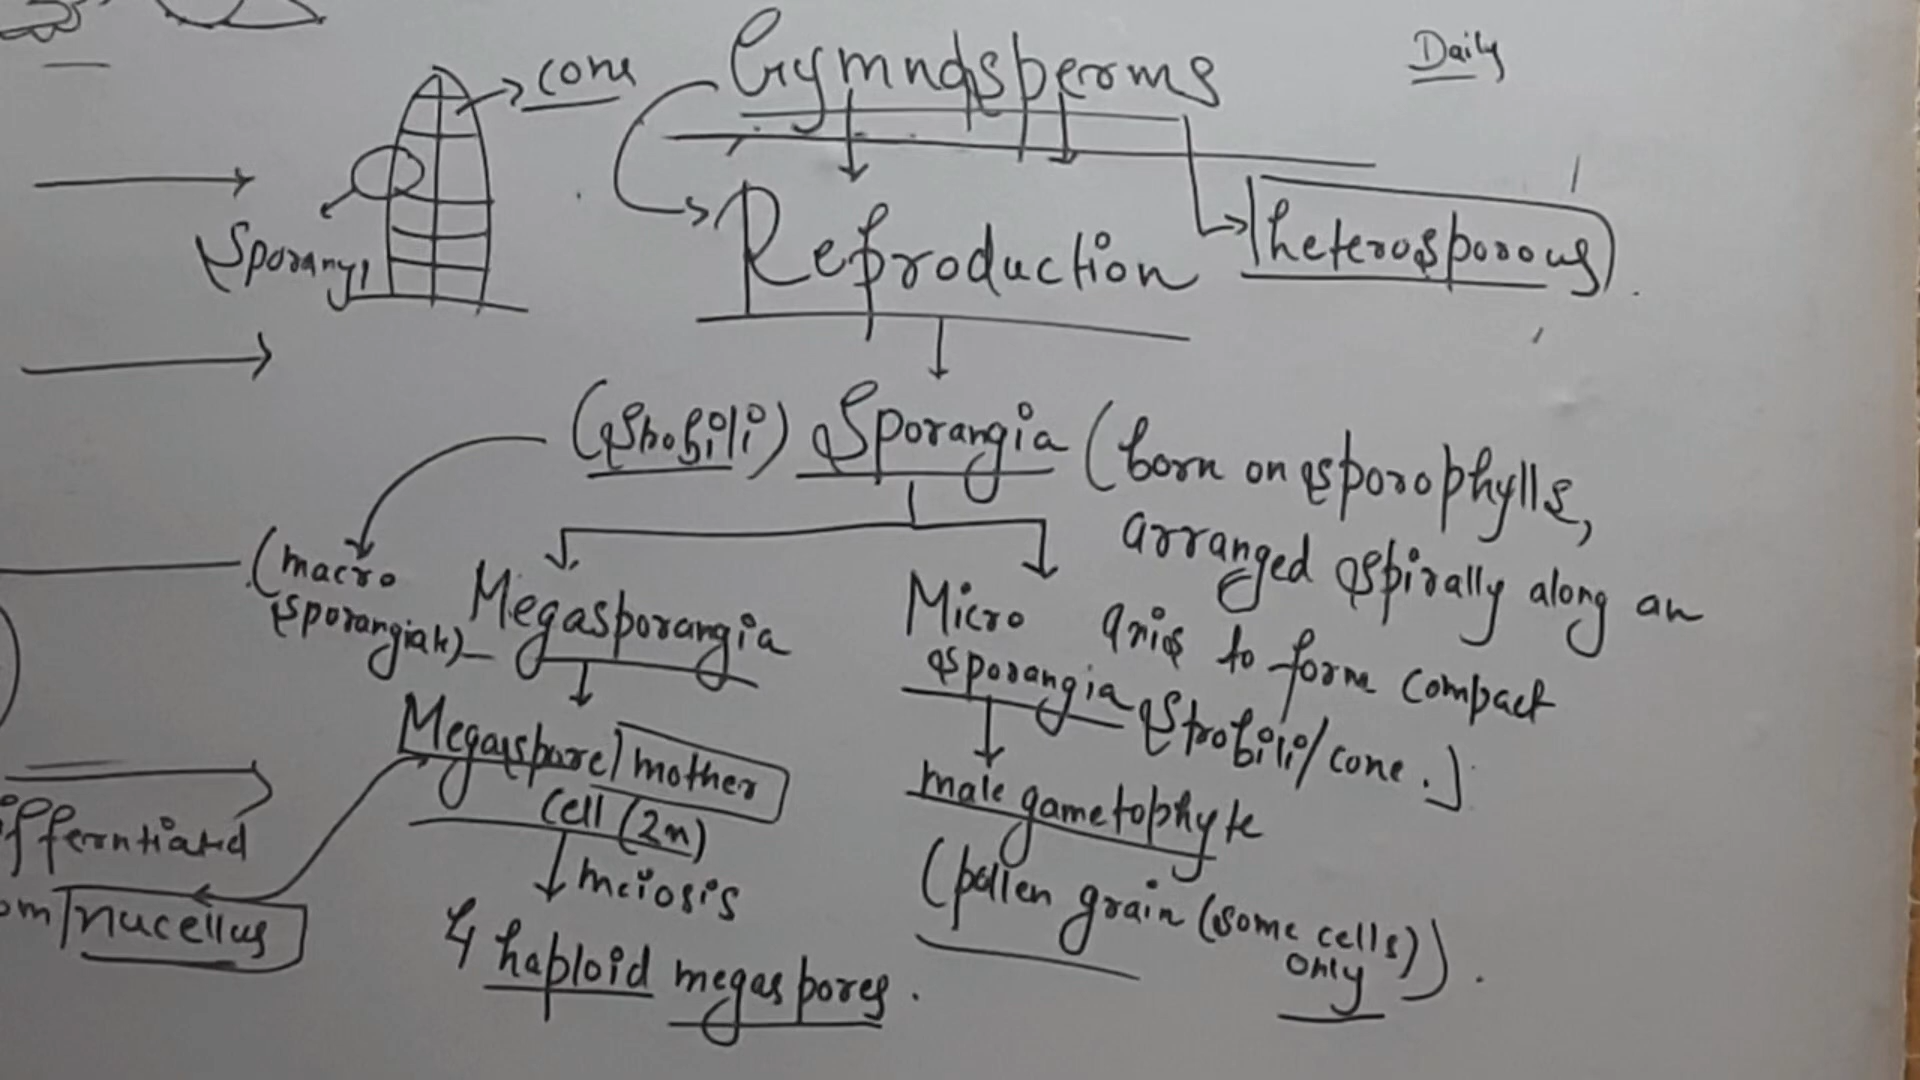 Daily
Gymnosperms
cone
Sporangi
Reproduction
heterosporous
(Strobili) Sporangia (born on sporophylls,
arranged spirally along an
axis to form compact
Strobili/cone.)
(macro
sporangiate)
Megasporangia
Micro
sporangia
Megaspore mother
cell (2n)
meiosis
4 haploid megaspores.
male gametophyte
(pollen grain (some cells))
only
nucellus